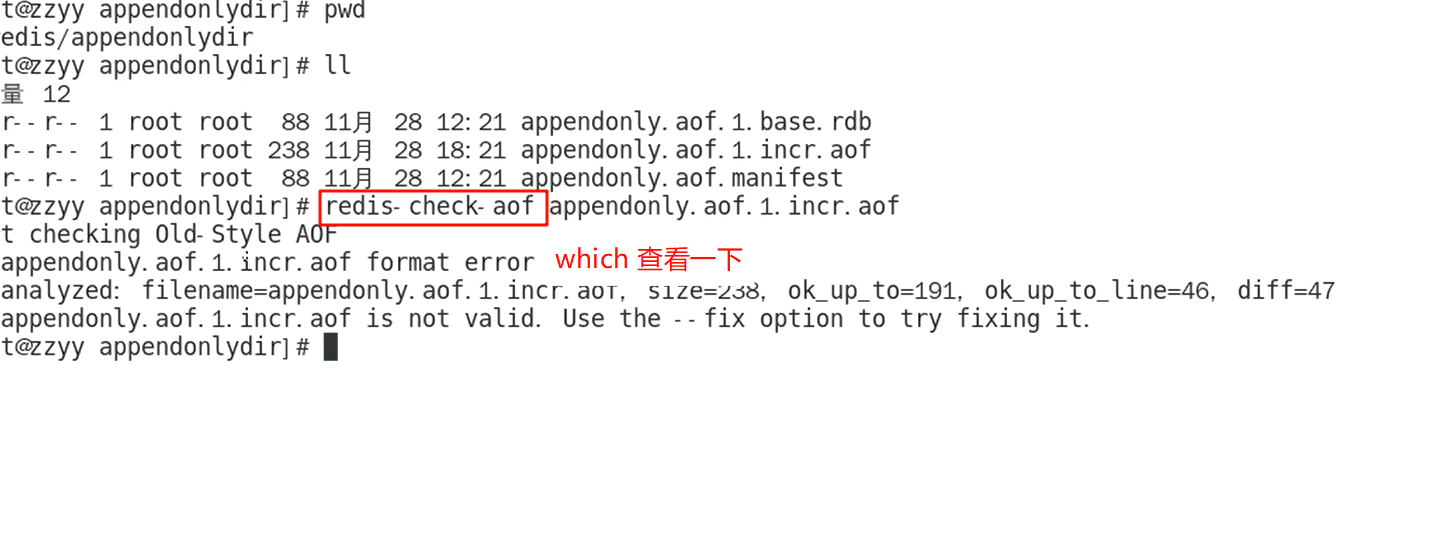 t@zzyy appendonlydir]# pwd
edis/appendonlydir
t@zzyy appendonlydir]# ll
量 12
r--r-- 1 root root  88 11月  28 12:21 appendonly.aof.1.base.rdb
r--r-- 1 root root 238 11月  28 18:21 appendonly.aof.1.incr.aof
r--r-- 1 root root  88 11月  28 12:21 appendonly.aof.manifest
t@zzyy appendonlydir]# redis-check-aof appendonly.aof.1.incr.aof
t checking Old-Style AOF
appendonly.aof.1.incr.aof format error which 查看一下
analyzed: filename=appendonly.aof.1.incr.aof, size=238, ok_up_to=191, ok_up_to_line=46, diff=47
appendonly.aof.1.incr.aof is not valid. Use the --fix option to try fixing it.
t@zzyy appendonlydir]#